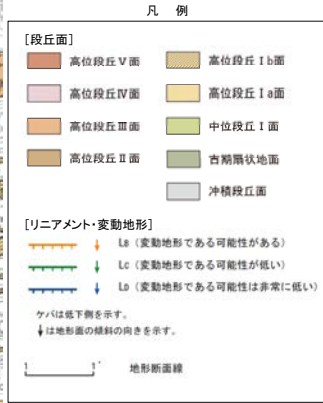 凡 例
[段丘面]
高位段丘Ⅴ面 高位段丘Ⅰb面
高位段丘Ⅳ面 高位段丘Ⅰa面
高位段丘Ⅲ面 中位段丘Ⅰ面
高位段丘Ⅱ面 古期扇状地面
沖積段丘面
[リニアメント・変動地形]
LB (変動地形である可能性がある)
LC (変動地形である可能性が低い)
LD (変動地形である可能性は非常に低い)
ケバは低下側を示す。
↓は地形面の傾斜の向きを示す。
1 1' 地形断面線